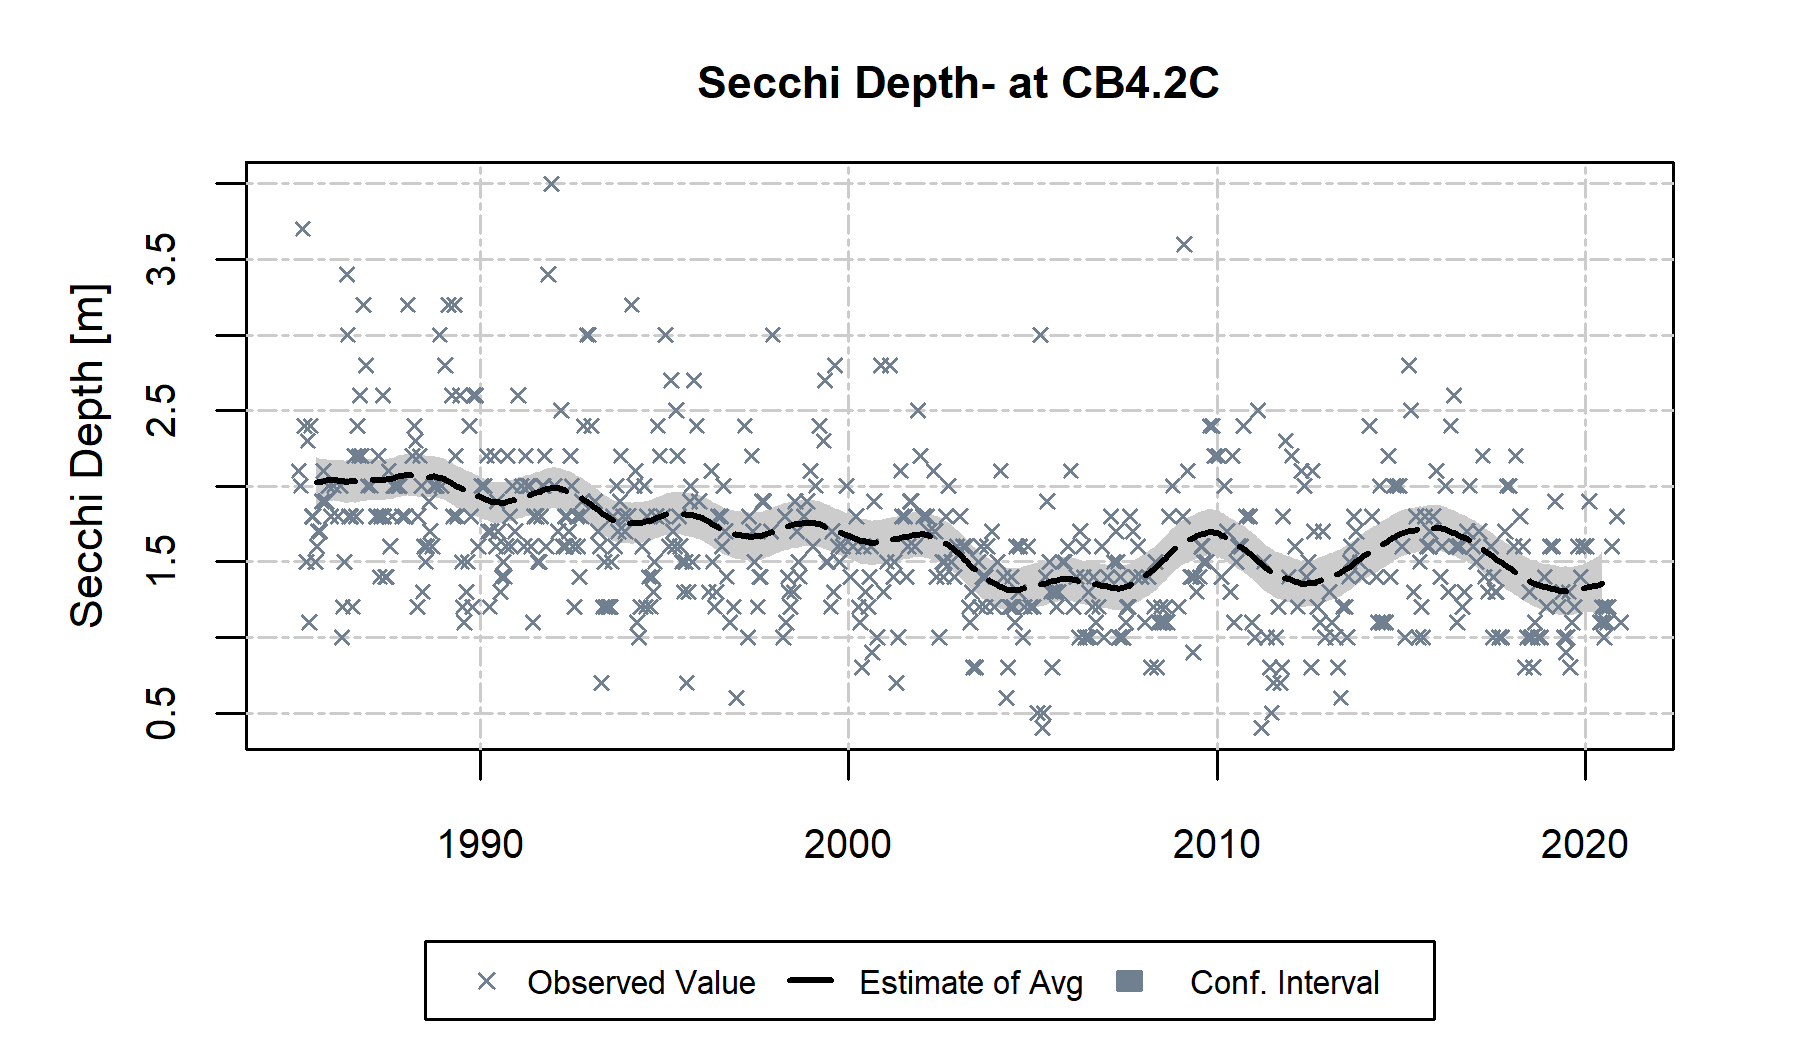 Secchi Depth- at CB4.2C
Secchi Depth [m]
3.5
2.5
1.5
0.5
1990 2000 2010 2020
Observed Value Estimate of Avg Conf. Interval